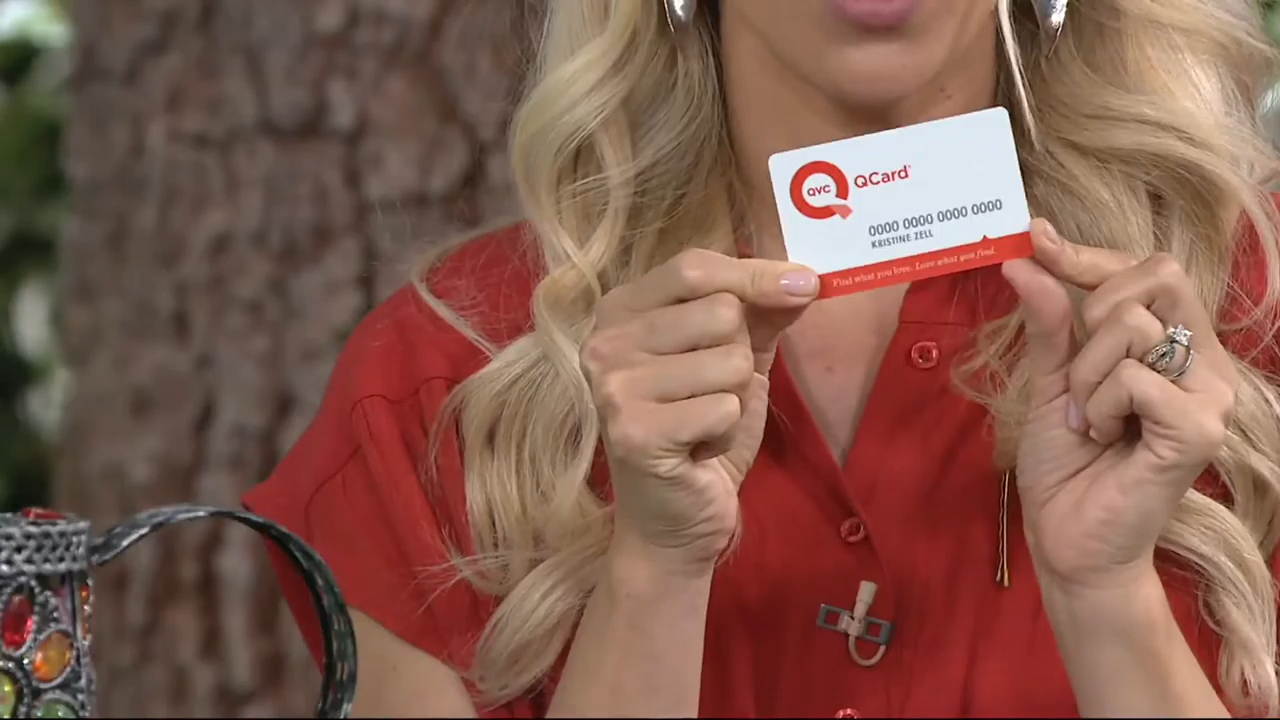 QVC QCard®
0000 0000 0000 0000
KRISTINE ZELL
Find what you love. Love what you find.